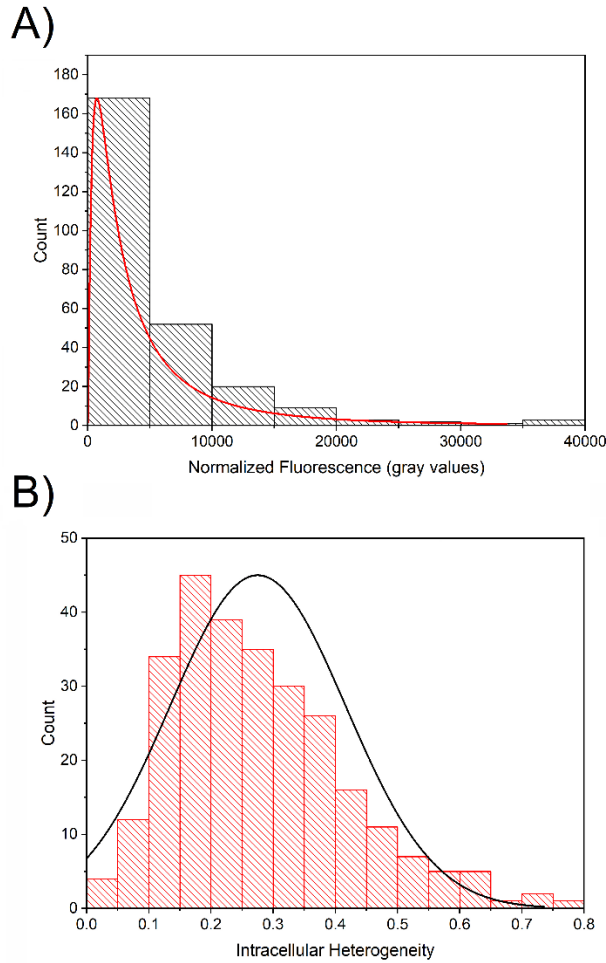 A)
180
160
140
120
100
80
60
40
20
0
Count
0 10000 20000 30000 40000
Normalized Fluorescence (gray values)
B)
50
40
30
20
10
0
Count
0.0 0.1 0.2 0.3 0.4 0.5 0.6 0.7 0.8
Intracellular Heterogeneity